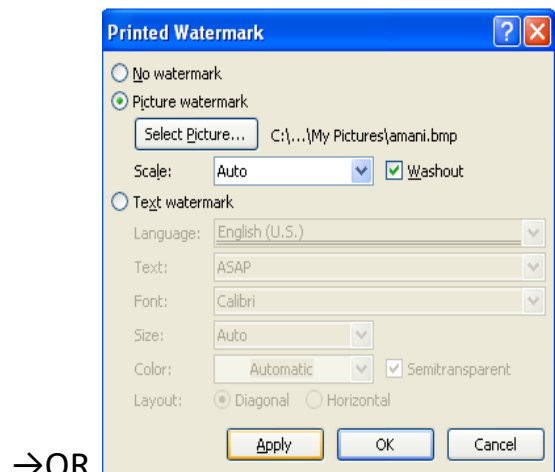 Printed Watermark
No watermark
Picture watermark
Select Picture... C:\...\My Pictures\amani.bmp
Scale: Auto Washout
Text watermark
Language: English (U.S.)
Text: ASAP
Font: Calibri
Size: Auto
Color: Automatic Semitransparent
Layout: Diagonal Horizontal
Apply OK Cancel
→OR